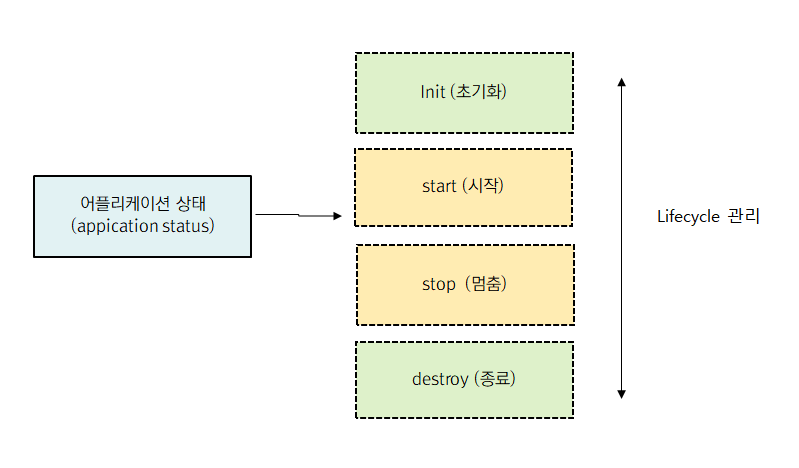 Init (초기화)
start (시작)
어플리케이션 상태
(appication status)
Lifecycle 관리
stop (멈춤)
destroy (종료)